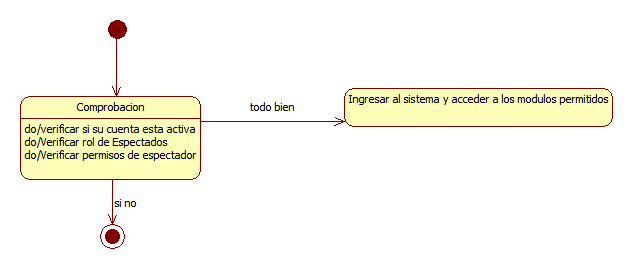 Comprobacion
do/verificar si su cuenta esta activa
do/Verificar rol de Espectados
do/Verificar permisos de espectador
todo bien
Ingresar al sistema y acceder a los modulos permitidos
si no